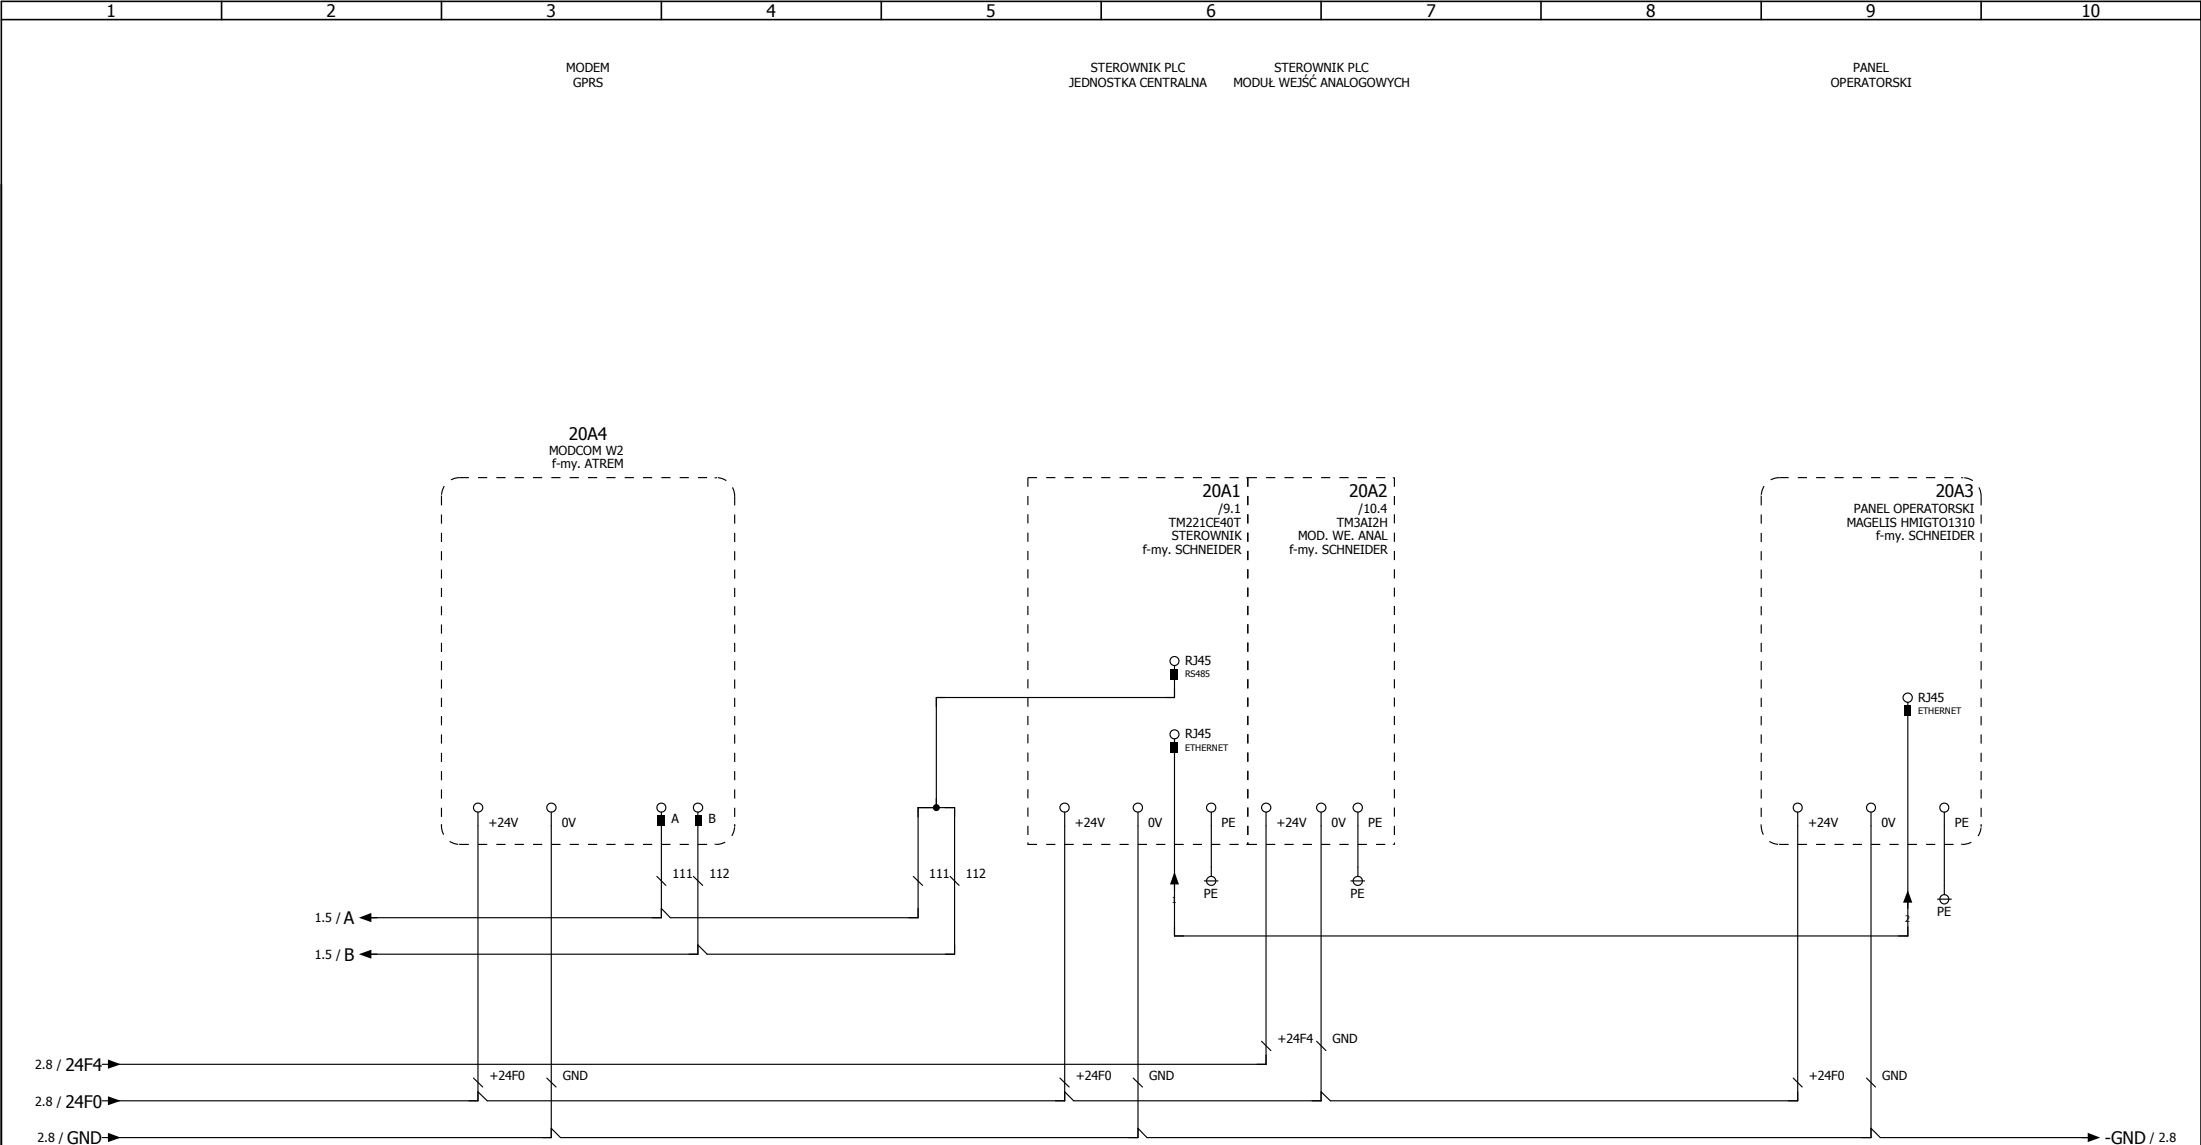 1 2 3 4 5 6 7 8 9 10
MODEM
GPRS
STEROWNIK PLC
JEDNOSTKA CENTRALNA
STEROWNIK PLC
MODUŁ WEJŚĆ ANALOGOWYCH
PANEL
OPERATORSKI
20A4
MODCOM W2
f-my. ATREM
20A1
/9.1
TM221CE40T
STEROWNIK
f-my. SCHNEIDER
20A2
/10.4
TM3AI2H
MOD. WE. ANAL
f-my. SCHNEIDER
20A3
PANEL OPERATORSKI
MAGELIS HMIGTO1310
f-my. SCHNEIDER
RJ45
RS485
RJ45
ETHERNET
RJ45
ETHERNET
+24V 0V A B
+24V 0V PE
+24V 0V PE
+24V 0V PE
111 112
111 112
1
PE
PE
2
PE
1.5 / A
1.5 / B
+24F4 GND
2.8 / 24F4
+24F0 GND
+24F0 GND
+24F0 GND
2.8 / 24F0
2.8 / GND
-GND / 2.8